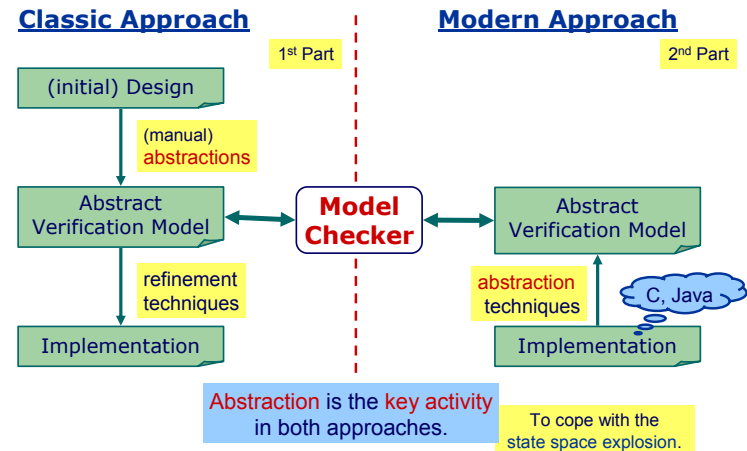 Classic Approach
1st Part
(initial) Design
(manual)
abstractions
Abstract
Verification Model
refinement
techniques
Implementation
Model
Checker
Modern Approach
2nd Part
Abstract
Verification Model
abstraction
techniques
C, Java
Implementation
Abstraction is the key activity
in both approaches.
To cope with the
state space explosion.